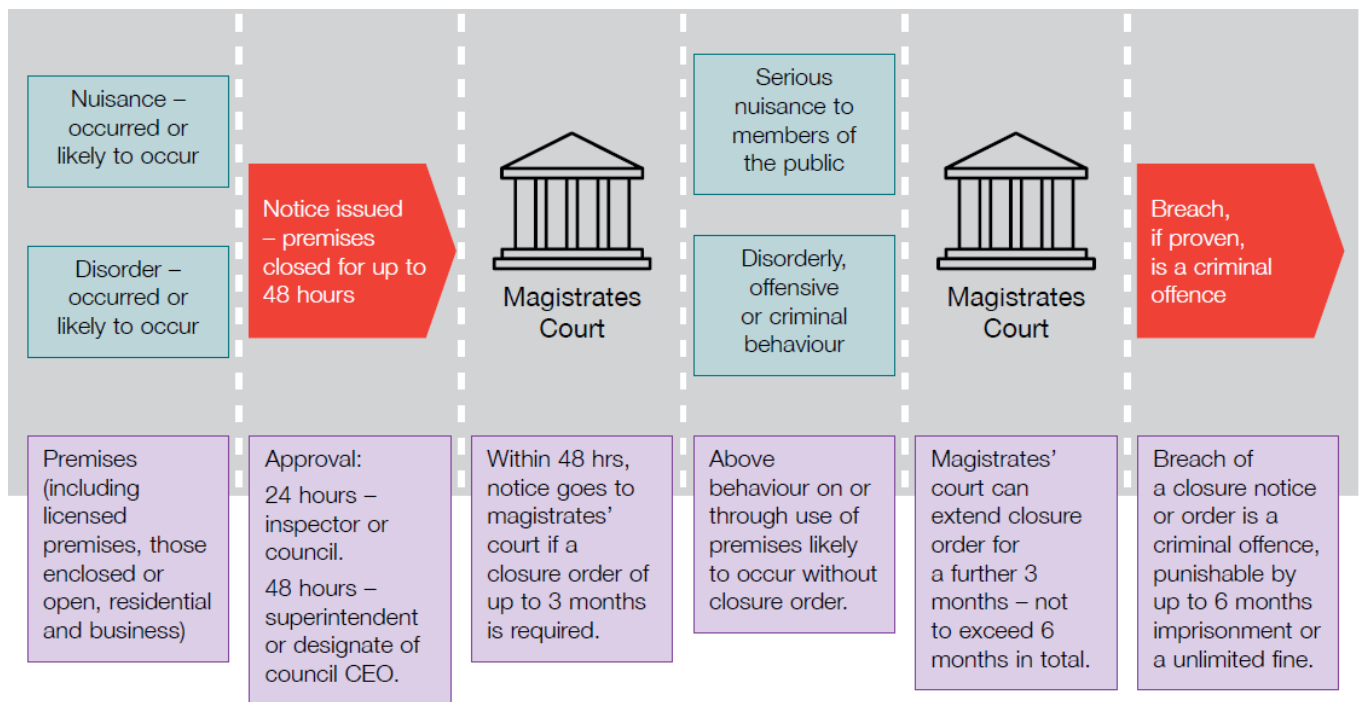 Nuisance –
occurred or
likely to occur
Disorder –
occurred or
likely to occur
Notice issued
– premises
closed for up to
48 hours
Magistrates
Court
Serious
nuisance to
members of
the public
Disorderly,
offensive
or criminal
behaviour
Magistrates
Court
Breach,
if proven,
is a criminal
offence
Premises
(including
licensed
premises, those
enclosed or
open, residential
and business)
Approval:
24 hours –
inspector or
council.
48 hours –
superintendent
or designate of
council CEO.
Within 48 hrs,
notice goes to
magistrates’
court if a
closure order of
up to 3 months
is required.
Above
behaviour on or
through use of
premises likely
to occur without
closure order.
Magistrates’
court can
extend closure
order for
a further 3
months – not
to exceed 6
months in total.
Breach of
a closure notice
or order is a
criminal offence,
punishable by
up to 6 months
imprisonment or
a unlimited fine.